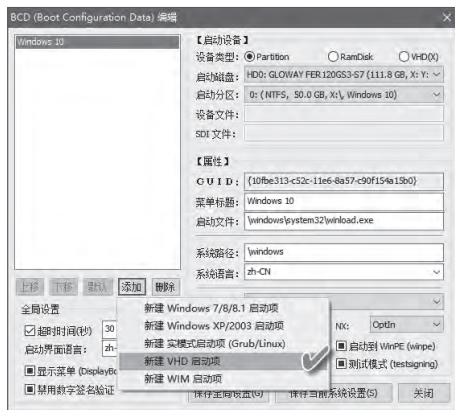 BCD (Boot Configuration Data) 编辑
Windows 10
【启动设备】
设备类型: Partition RamDisk VHD(X)
启动磁盘: HD0: GLOWAY FER120GS3-S7 (111.8 GB, X: Y:
启动分区: 0: (NTFS, 50.0 GB, X:\, Windows 10)
设备文件:
SDI 文件:
【属性】
GUID: {10fbe313-c52c-11e6-8a57-c90f154a15b0}
菜单标题: Windows 10
启动文件: \windows\system32\winload.exe
系统路径: \windows
系统语言: zh-CN
上移 下移 默认 添加 删除
全局设置
超时时间(秒) 30
启动界面语言: zh-
显示菜单 (DisplayBo
禁用数字签名验证
新建 Windows 7/8/8.1 启动项
新建 Windows XP/2003 启动项
新建 实模式启动项 (Grub/Linux)
新建 VHD 启动项
新建 WIM 启动项
NX: OptIn
启动到 WinPE (winpe)
测试模式 (testsigning)
保存全局设置(G) 保存当前系统设置(S) 关闭